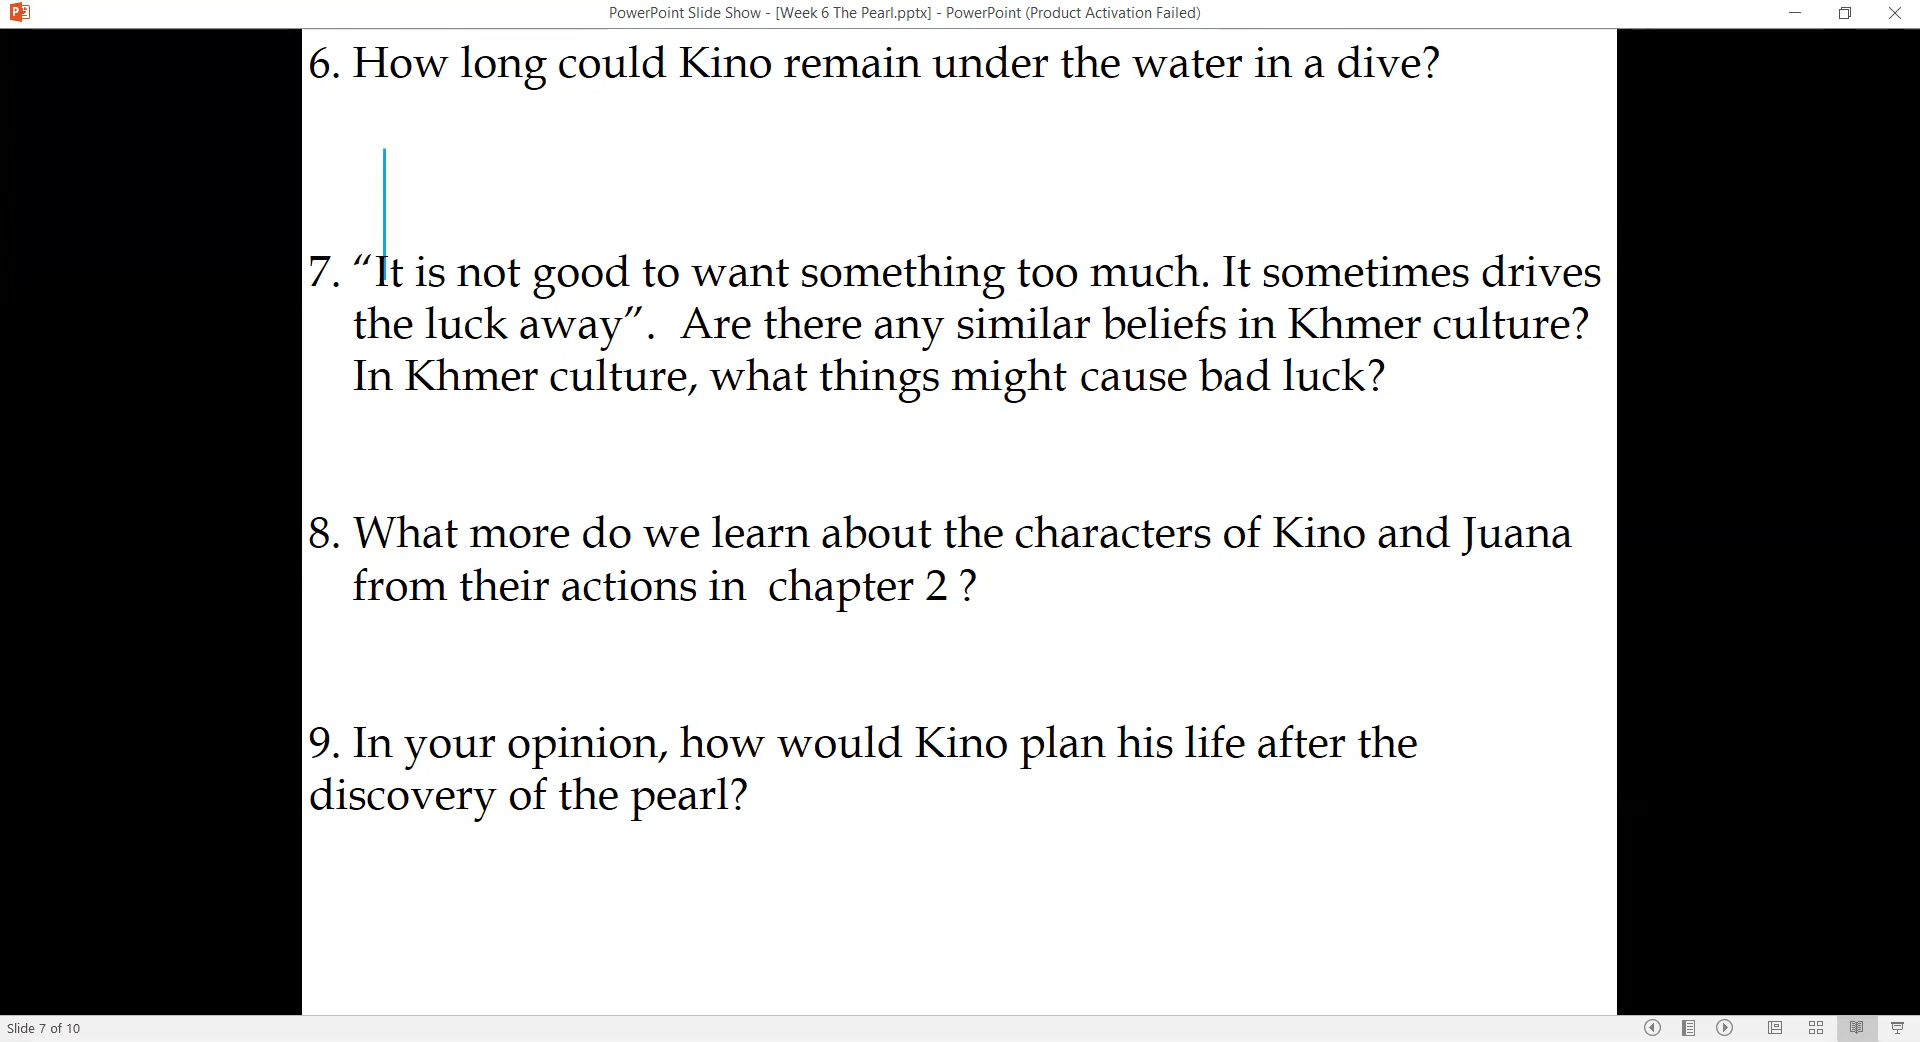 PowerPoint Slide Show - [Week 6 The Pearl.pptx] - PowerPoint (Product Activation Failed)
6. How long could Kino remain under the water in a dive?
7. “It is not good to want something too much. It sometimes drives
the luck away”.  Are there any similar beliefs in Khmer culture?
In Khmer culture, what things might cause bad luck?
8. What more do we learn about the characters of Kino and Juana
from their actions in  chapter 2 ?
9. In your opinion, how would Kino plan his life after the
discovery of the pearl?
Slide 7 of 10